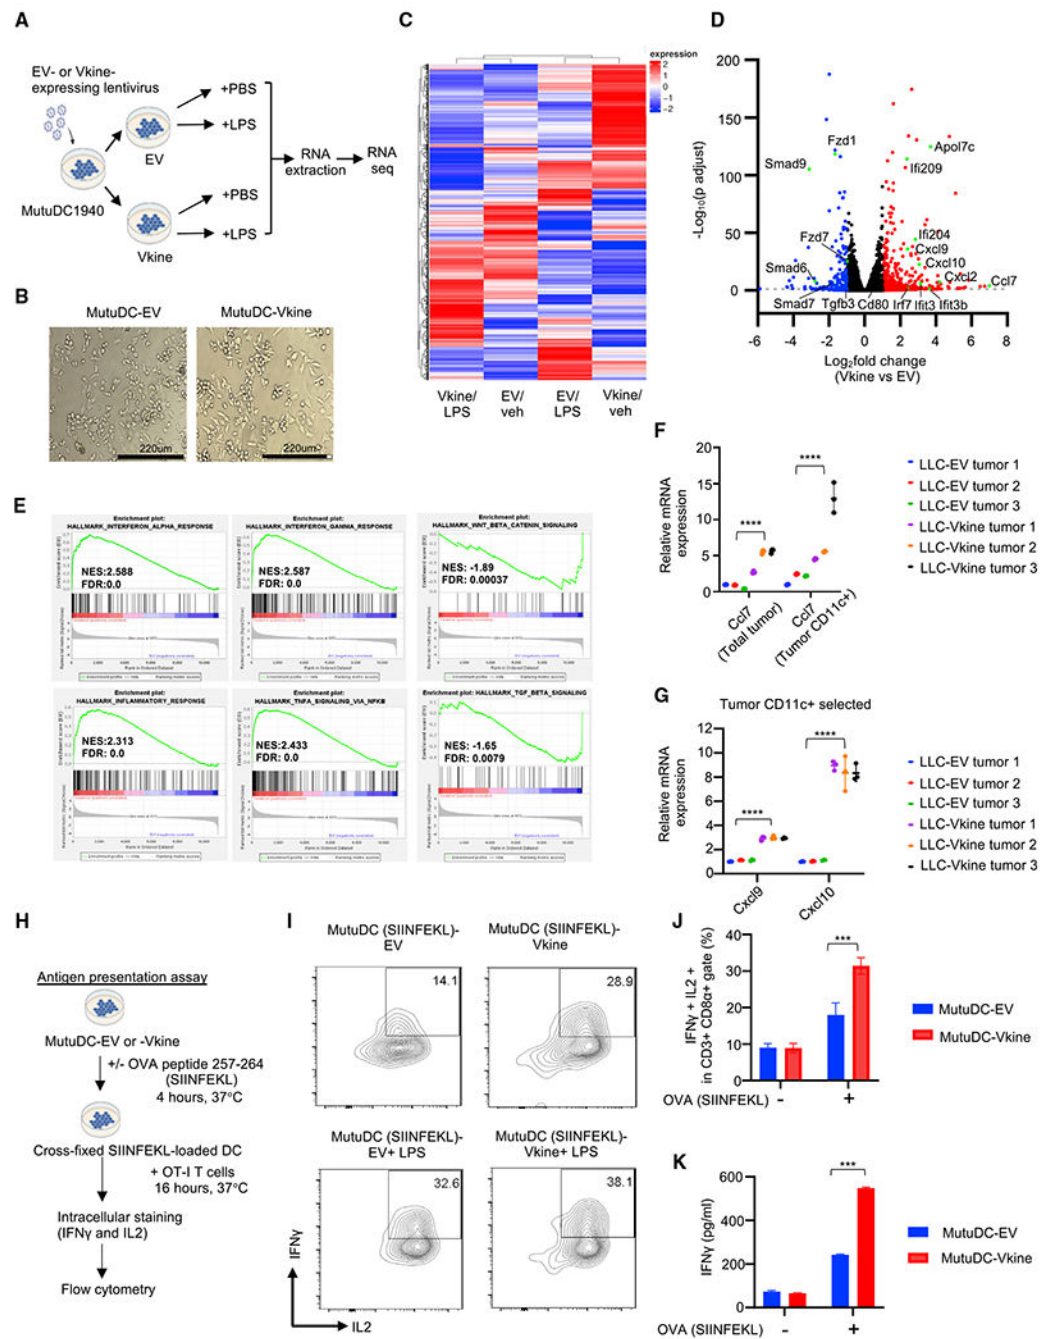 A
EV- or Vkine-
expressing lentivirus
+PBS
+LPS
EV
MutuDC1940
+PBS
+LPS
Vkine
RNA
extraction
RNA
seq
B
MutuDC-EV
MutuDC-Vkine
220um
220um
C
expression
2
1
0
−1
−2
Vkine/
LPS
EV/
veh
EV/
LPS
Vkine/
veh
D
-Log10(p adjust)
200
150
100
50
0
Fzd1
Smad9
Apol7c
Ifi209
Fzd7
Ifi204
Cxcl9
Cxcl10
Smad6
Cxcl2
Ccl7
Smad7
Tgfb3
Cd80
Irf7
Ifit3
Ifit3b
-6 -4 -2 0 2 4 6 8
Log2fold change
(Vkine vs EV)
E
Enrichment plot:
HALLMARK_INTERFERON_ALPHA_RESPONSE
NES:2.588
FDR:0.0
Enrichment plot:
HALLMARK_INTERFERON_GAMMA_RESPONSE
NES:2.587
FDR: 0.0
Enrichment plot:
HALLMARK_WNT_BETA_CATENIN_SIGNALING
NES: -1.89
FDR: 0.00037
Enrichment plot:
HALLMARK_INFLAMMATORY_RESPONSE
NES:2.313
FDR: 0.0
Enrichment plot:
HALLMARK_TNFA_SIGNALING_VIA_NFKB
NES:2.433
FDR: 0.0
Enrichment plot: HALLMARK_TGF_BETA_SIGNALING
NES: -1.65
FDR: 0.0079
F
Relative mRNA
expression
20
15
10
5
0
****
****
Ccl7
(Total tumor)
Ccl7
(Tumor CD11c+)
LLC-EV tumor 1
LLC-EV tumor 2
LLC-EV tumor 3
LLC-Vkine tumor 1
LLC-Vkine tumor 2
LLC-Vkine tumor 3
G
Tumor CD11c+ selected
Relative mRNA
expression
12
10
8
6
4
2
0
****
****
Cxcl9
Cxcl10
LLC-EV tumor 1
LLC-EV tumor 2
LLC-EV tumor 3
LLC-Vkine tumor 1
LLC-Vkine tumor 2
LLC-Vkine tumor 3
H
Antigen presentation assay
MutuDC-EV or -Vkine
+/- OVA peptide 257-264
(SIINFEKL)
4 hours, 37°C
Cross-fixed SIINFEKL-loaded DC
+ OT-I T cells
16 hours, 37°C
Intracellular staining
(IFNγ and IL2)
Flow cytometry
I
MutuDC (SIINFEKL)-
EV
14.1
MutuDC (SIINFEKL)-
Vkine
28.9
MutuDC (SIINFEKL)-
EV+ LPS
32.6
MutuDC (SIINFEKL)-
Vkine+ LPS
38.1
IFNγ
IL2
J
IFNγ + IL2 +
in CD3+ CD8α+ gate (%)
40
30
20
10
0
***
OVA (SIINFEKL) - +
MutuDC-EV
MutuDC-Vkine
K
IFNγ (pg/ml)
600
400
200
0
***
OVA (SIINFEKL) - +
MutuDC-EV
MutuDC-Vkine